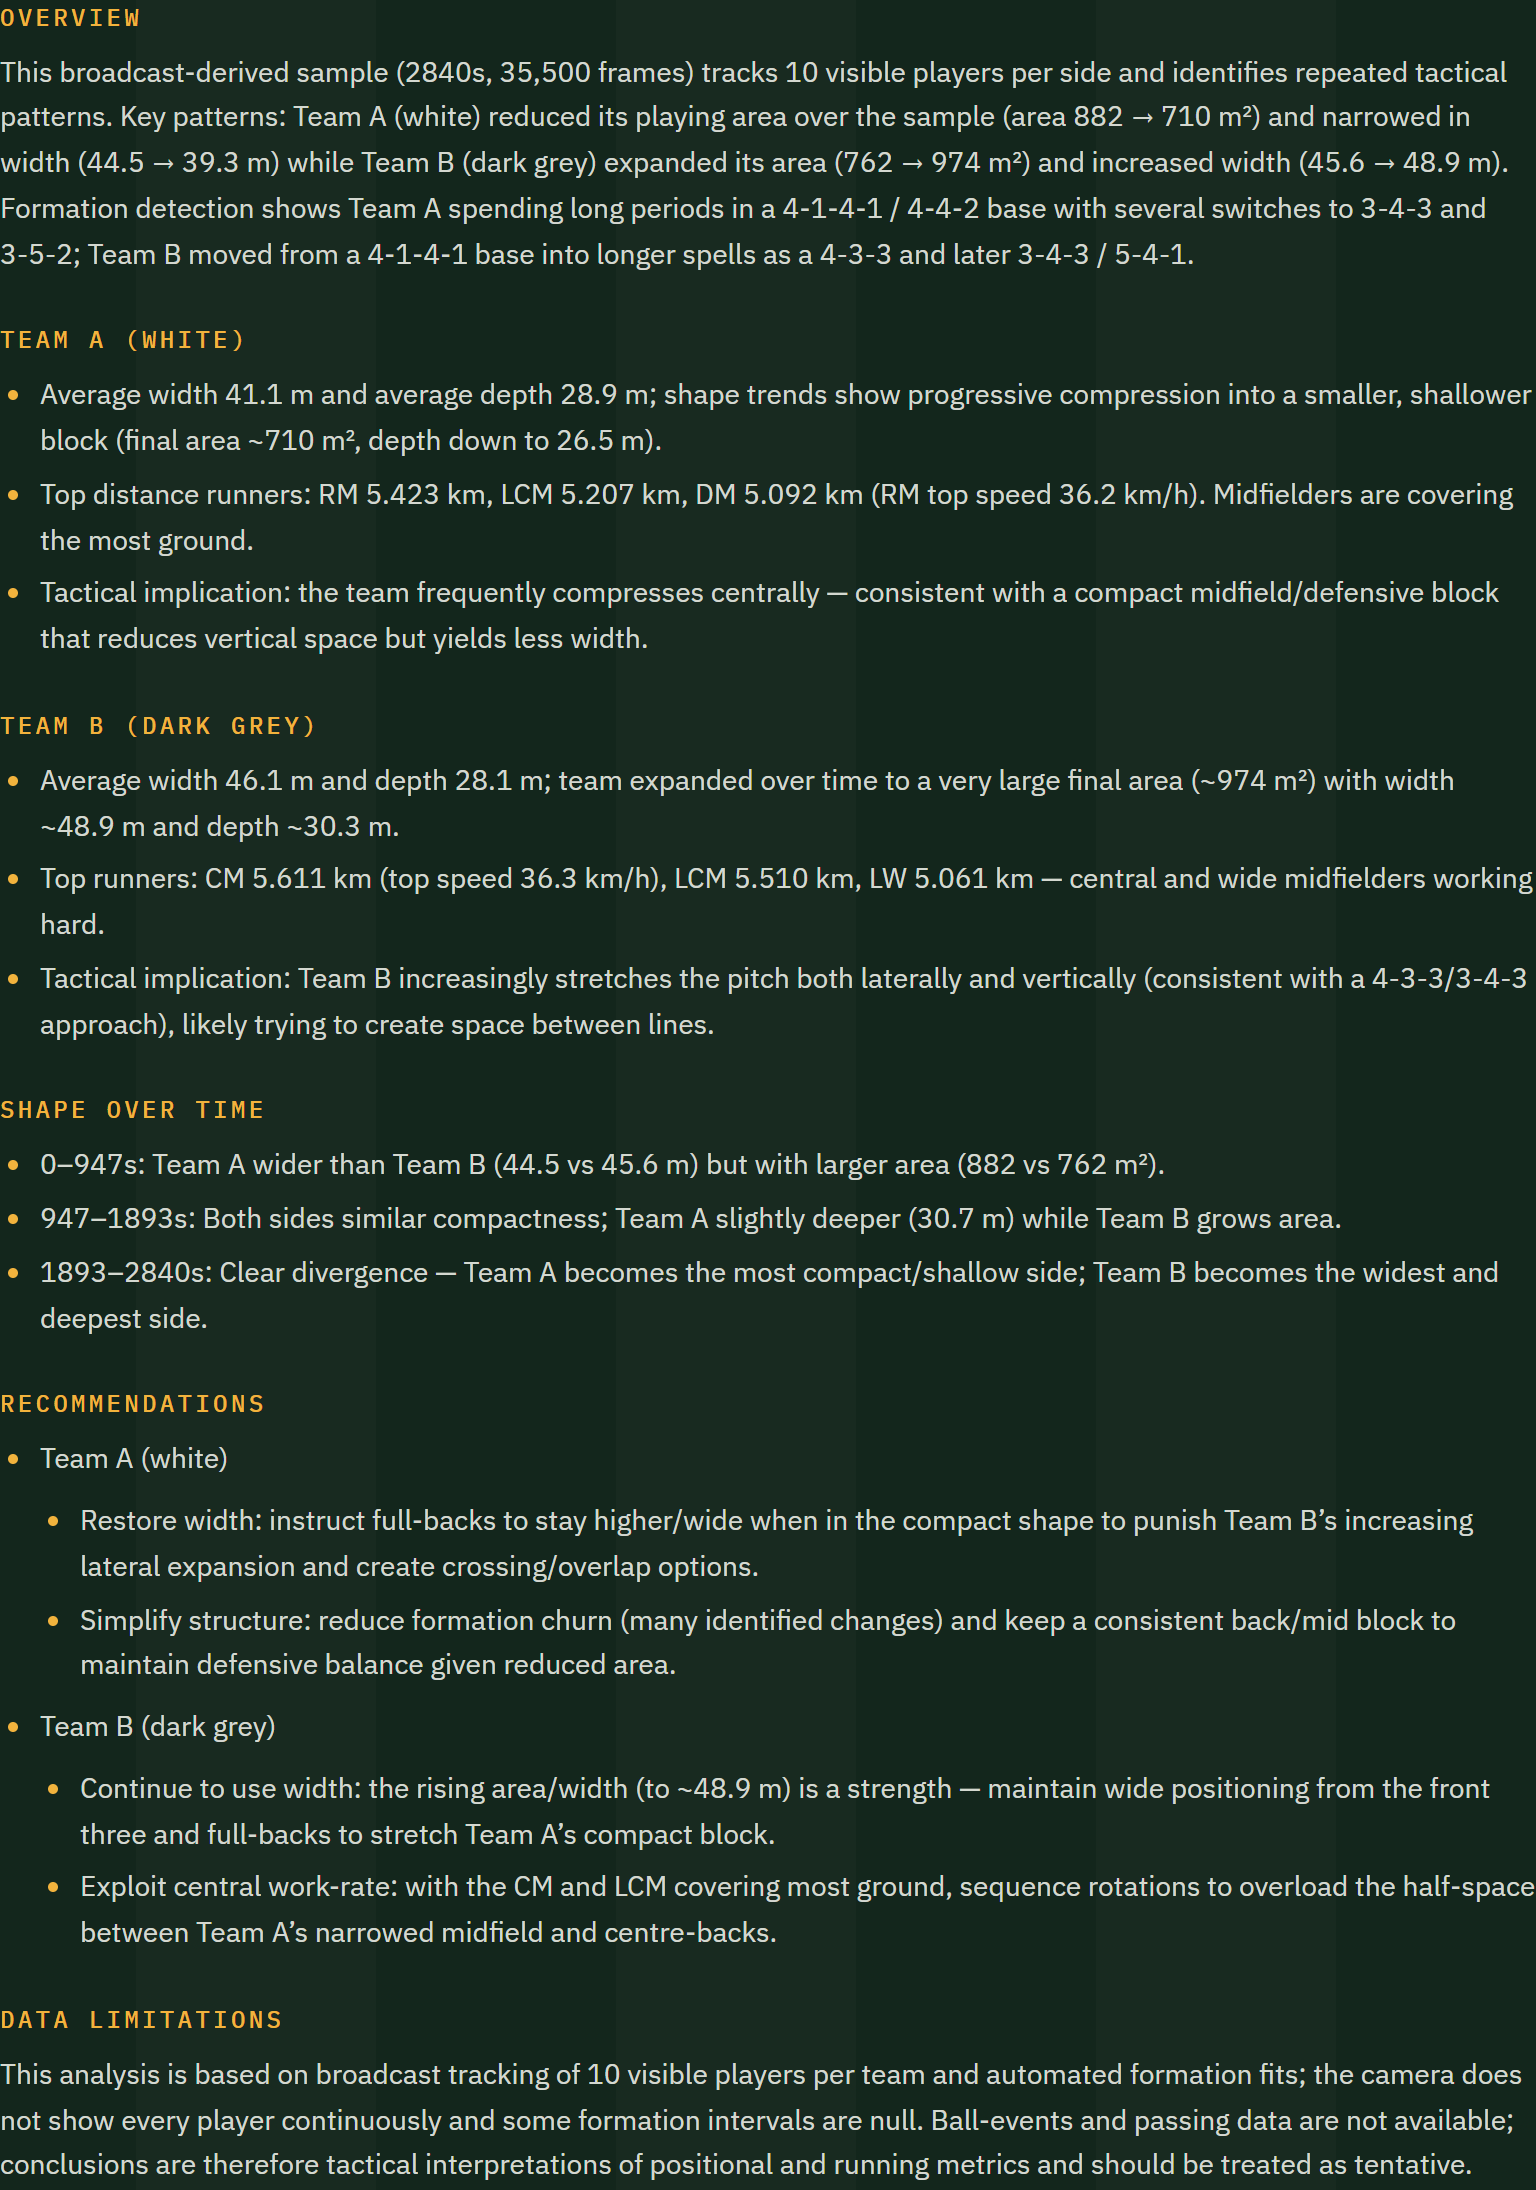 OVERVIEW
This broadcast-derived sample (2840s, 35,500 frames) tracks 10 visible players per side and identifies repeated tactical
patterns. Key patterns: Team A (white) reduced its playing area over the sample (area 882 → 710 m²) and narrowed in
width (44.5 → 39.3 m) while Team B (dark grey) expanded its area (762 → 974 m²) and increased width (45.6 → 48.9 m).
Formation detection shows Team A spending long periods in a 4-1-4-1 / 4-4-2 base with several switches to 3-4-3 and
3-5-2; Team B moved from a 4-1-4-1 base into longer spells as a 4-3-3 and later 3-4-3 / 5-4-1.
TEAM A (WHITE)
• Average width 41.1 m and average depth 28.9 m; shape trends show progressive compression into a smaller, shallower
block (final area ~710 m², depth down to 26.5 m).
• Top distance runners: RM 5.423 km, LCM 5.207 km, DM 5.092 km (RM top speed 36.2 km/h). Midfielders are covering
the most ground.
• Tactical implication: the team frequently compresses centrally — consistent with a compact midfield/defensive block
that reduces vertical space but yields less width.
TEAM B (DARK GREY)
• Average width 46.1 m and depth 28.1 m; team expanded over time to a very large final area (~974 m²) with width
~48.9 m and depth ~30.3 m.
• Top runners: CM 5.611 km (top speed 36.3 km/h), LCM 5.510 km, LW 5.061 km — central and wide midfielders working
hard.
• Tactical implication: Team B increasingly stretches the pitch both laterally and vertically (consistent with a 4-3-3/3-4-3
approach), likely trying to create space between lines.
SHAPE OVER TIME
• 0–947s: Team A wider than Team B (44.5 vs 45.6 m) but with larger area (882 vs 762 m²).
• 947–1893s: Both sides similar compactness; Team A slightly deeper (30.7 m) while Team B grows area.
• 1893–2840s: Clear divergence — Team A becomes the most compact/shallow side; Team B becomes the widest and
deepest side.
RECOMMENDATIONS
• Team A (white)
• Restore width: instruct full-backs to stay higher/wide when in the compact shape to punish Team B’s increasing
lateral expansion and create crossing/overlap options.
• Simplify structure: reduce formation churn (many identified changes) and keep a consistent back/mid block to
maintain defensive balance given reduced area.
• Team B (dark grey)
• Continue to use width: the rising area/width (to ~48.9 m) is a strength — maintain wide positioning from the front
three and full-backs to stretch Team A’s compact block.
• Exploit central work-rate: with the CM and LCM covering most ground, sequence rotations to overload the half-space
between Team A’s narrowed midfield and centre-backs.
DATA LIMITATIONS
This analysis is based on broadcast tracking of 10 visible players per team and automated formation fits; the camera does
not show every player continuously and some formation intervals are null. Ball-events and passing data are not available;
conclusions are therefore tactical interpretations of positional and running metrics and should be treated as tentative.